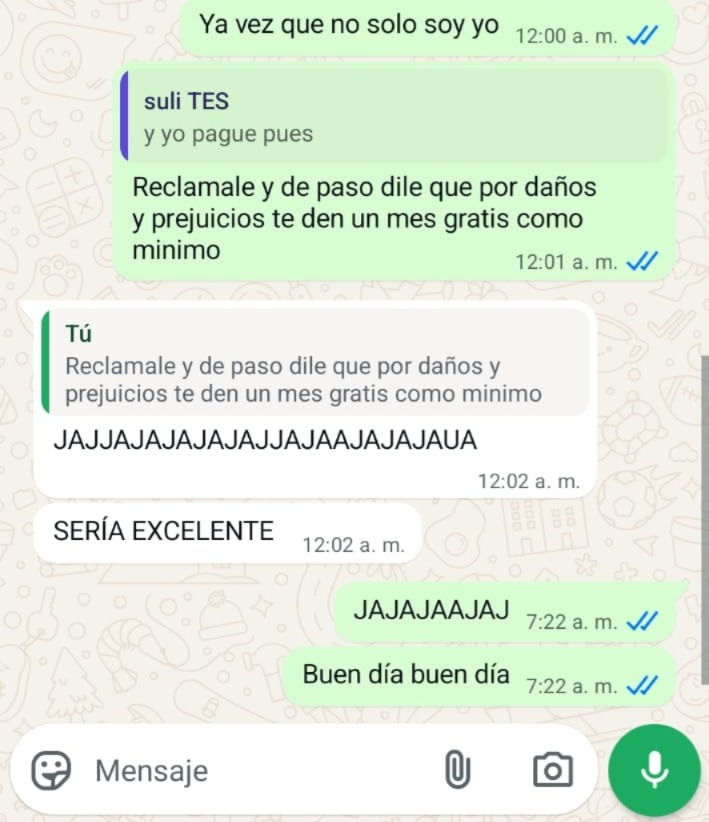 Ya vez que no solo soy yo
12:00 a. m.
suli TES
y yo pague pues
Reclamale y de paso dile que por daños
y prejuicios te den un mes gratis como
minimo
12:01 a. m.
Tú
Reclamale y de paso dile que por daños y
prejuicios te den un mes gratis como minimo
JAJJAJAJAJAJAJJAJAAJAJAJAUA
12:02 a. m.
SERÍA EXCELENTE
12:02 a. m.
JAJAJAAJAJ
7:22 a. m.
Buen día buen día
7:22 a. m.
Mensaje